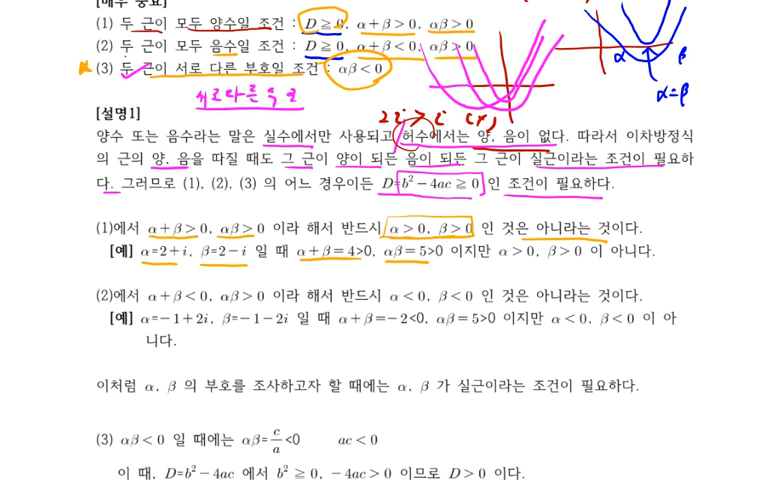 [매우 중요]
(1) 두 근이 모두 양수일 조건 : D≧0, α+β>0, αβ>0
(2) 두 근이 모두 음수일 조건 : D≧0, α+β<0, αβ>0
(3) 두 근이 서로 다른 부호일 조건 : αβ<0
α β
α=β
서로다른
[설명1]
2i > i (×)
양수 또는 음수라는 말은 실수에서만 사용되고 허수에서는 양, 음이 없다. 따라서 이차방정식
의 근의 양, 음을 따질 때도 그 근이 양이 되든 음이 되든 그 근이 실근이라는 조건이 필요하
다. 그러므로 (1), (2), (3) 의 어느 경우이든 D=b²−4ac≧0 인 조건이 필요하다.
(1)에서 α+β>0, αβ>0 이라 해서 반드시 α>0, β>0 인 것은 아니라는 것이다.
[예] α=2+i, β=2−i 일 때 α+β=4>0, αβ=5>0 이지만 α>0, β>0 이 아니다.
(2)에서 α+β<0, αβ>0 이라 해서 반드시 α<0, β<0 인 것은 아니라는 것이다.
[예] α=−1+2i, β=−1−2i 일 때 α+β=−2<0, αβ=5>0 이지만 α<0, β<0 이 아
니다.
이처럼 α, β 의 부호를 조사하고자 할 때에는 α, β 가 실근이라는 조건이 필요하다.
(3) αβ<0 일 때에는 αβ=c/a<0 ac<0
이 때, D=b²−4ac 에서 b²≧0, −4ac>0 이므로 D>0 이다.